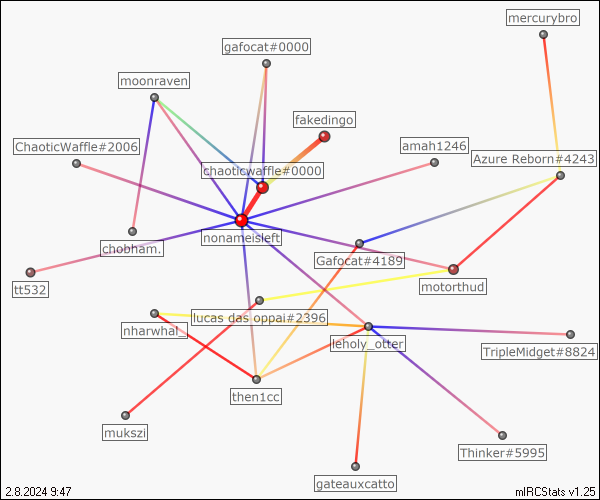 mercurybro
gafocat#0000
moonraven
fakedingo
ChaoticWaffle#2006
amah1246
Azure Reborn#4243
chaoticwaffle#0000
nonameisleft
chobham.
Gafocat#4189
tt532
motorthud
lucas das oppai#2396
nharwhal_
leholy_otter
TripleMidget#8824
then1cc
mukszi
Thinker#5995
gateauxcatto
2.8.2024 9:47
mIRCStats v1.25